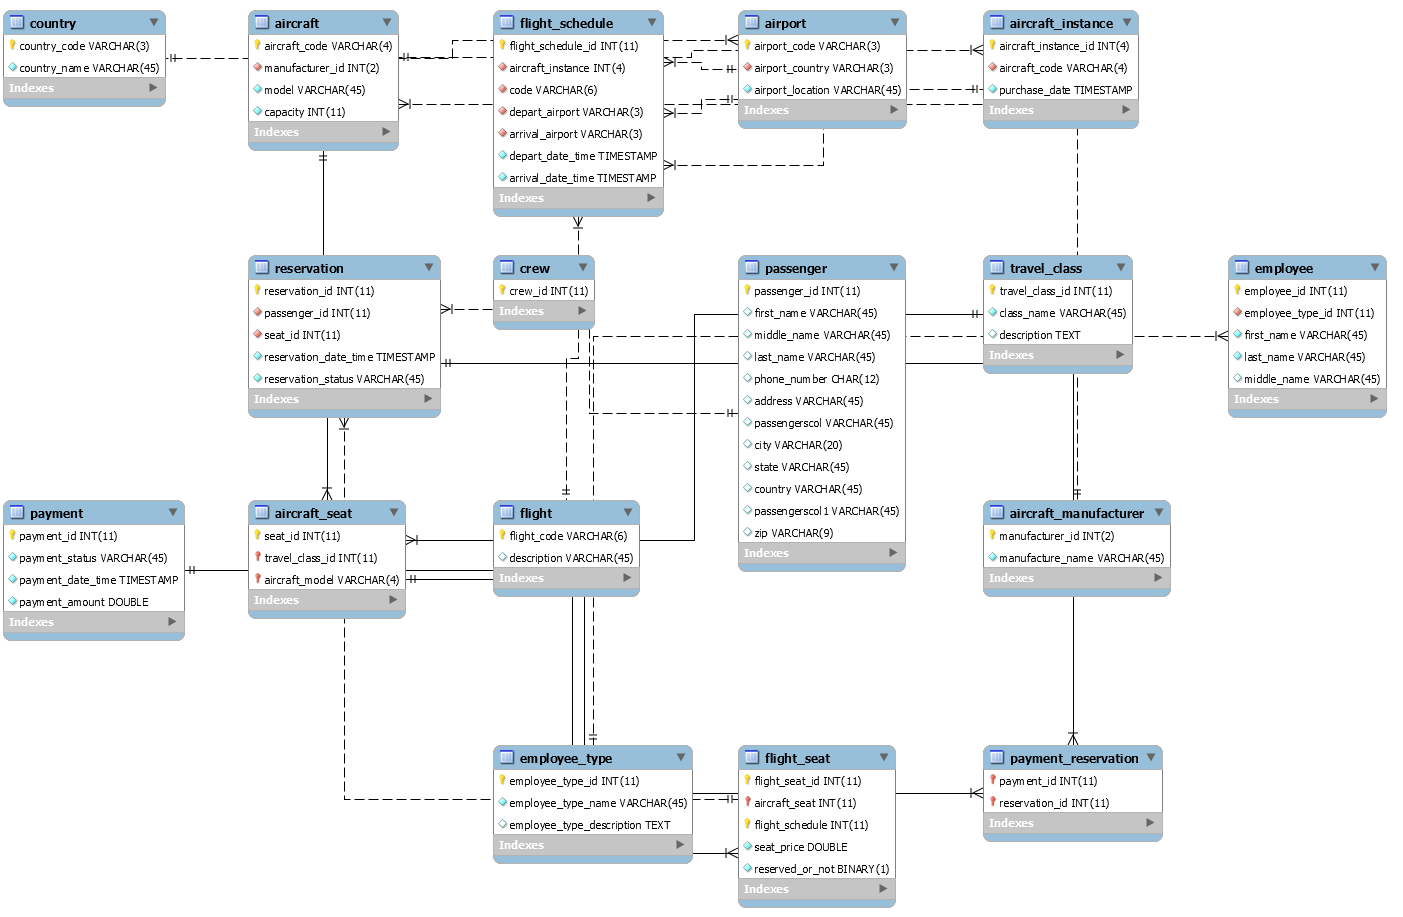 country
country_code VARCHAR(3)
country_name VARCHAR(45)
Indexes
aircraft
aircraft_code VARCHAR(4)
manufacturer_id INT(2)
model VARCHAR(45)
capacity INT(11)
Indexes
flight_schedule
flight_schedule_id INT(11)
aircraft_instance INT(4)
code VARCHAR(6)
depart_airport VARCHAR(3)
arrival_airport VARCHAR(3)
depart_date_time TIMESTAMP
arrival_date_time TIMESTAMP
Indexes
airport
airport_code VARCHAR(3)
airport_country VARCHAR(3)
airport_location VARCHAR(45)
Indexes
aircraft_instance
aircraft_instance_id INT(4)
aircraft_code VARCHAR(4)
purchase_date TIMESTAMP
Indexes
reservation
reservation_id INT(11)
passenger_id INT(11)
seat_id INT(11)
reservation_date_time TIMESTAMP
reservation_status VARCHAR(45)
Indexes
crew
crew_id INT(11)
Indexes
passenger
passenger_id INT(11)
first_name VARCHAR(45)
middle_name VARCHAR(45)
last_name VARCHAR(45)
phone_number CHAR(12)
address VARCHAR(45)
passengerscol VARCHAR(45)
city VARCHAR(20)
state VARCHAR(45)
country VARCHAR(45)
passengerscol1 VARCHAR(45)
zip VARCHAR(9)
Indexes
travel_class
travel_class_id INT(11)
class_name VARCHAR(45)
description TEXT
Indexes
employee
employee_id INT(11)
employee_type_id INT(11)
first_name VARCHAR(45)
last_name VARCHAR(45)
middle_name VARCHAR(45)
Indexes
payment
payment_id INT(11)
payment_status VARCHAR(45)
payment_date_time TIMESTAMP
payment_amount DOUBLE
Indexes
aircraft_seat
seat_id INT(11)
travel_class_id INT(11)
aircraft_model VARCHAR(4)
Indexes
flight
flight_code VARCHAR(6)
description VARCHAR(45)
Indexes
aircraft_manufacturer
manufacturer_id INT(2)
manufacture_name VARCHAR(45)
Indexes
employee_type
employee_type_id INT(11)
employee_type_name VARCHAR(45)
employee_type_description TEXT
Indexes
flight_seat
flight_seat_id INT(11)
aircraft_seat INT(11)
flight_schedule INT(11)
seat_price DOUBLE
reserved_or_not BINARY(1)
Indexes
payment_reservation
payment_id INT(11)
reservation_id INT(11)
Indexes